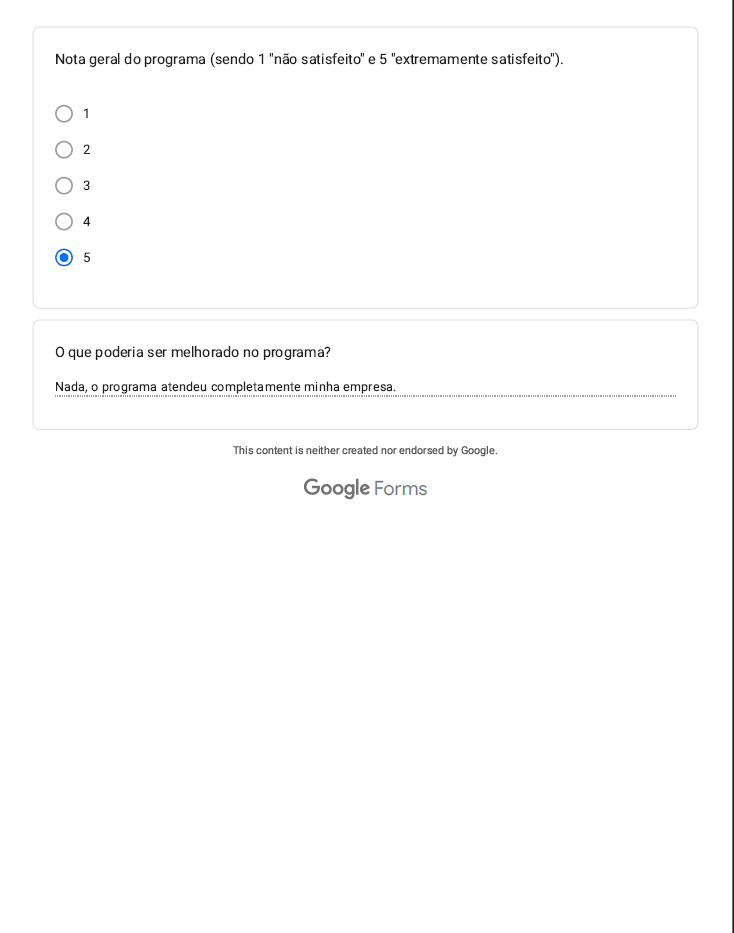 Nota geral do programa (sendo 1 "não satisfeito" e 5 "extremamente satisfeito").
1
2
3
4
5
O que poderia ser melhorado no programa?
Nada, o programa atendeu completamente minha empresa.
This content is neither created nor endorsed by Google.
Google Forms